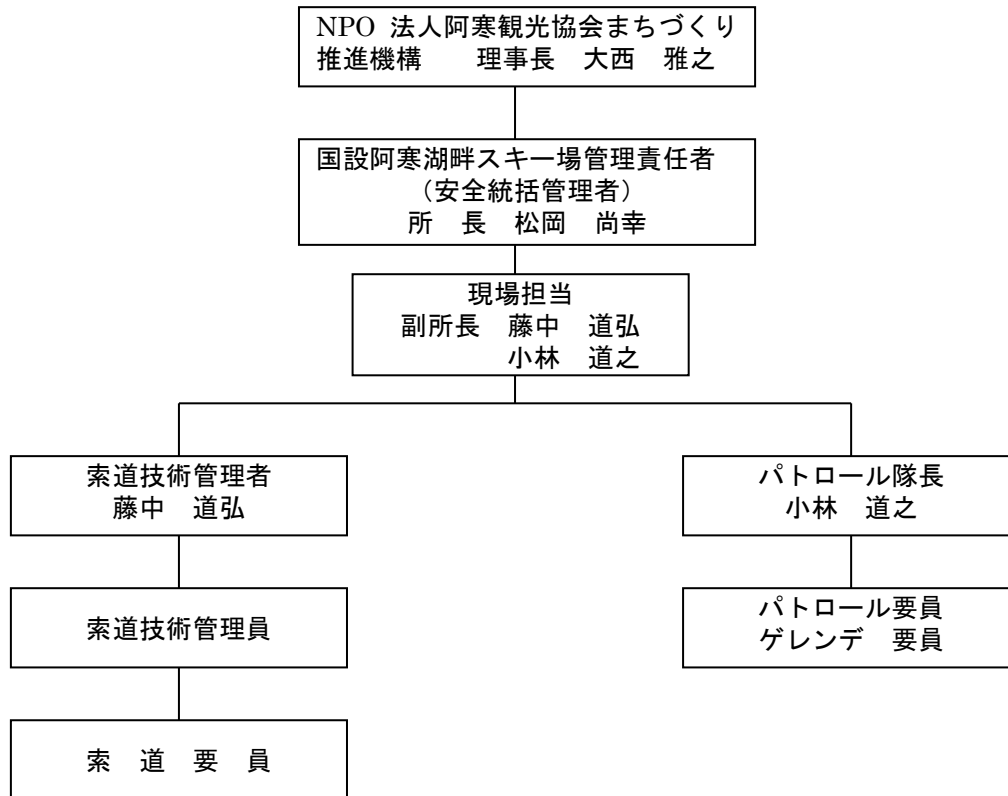 NPO 法人阿寒観光協会まちづくり
推進機構　　理事長　大西　雅之
国設阿寒湖畔スキー場管理責任者
（安全統括管理者）
所　長　松岡　尚幸
現場担当
副所長　藤中　道弘
小林　道之
索道技術管理者
藤中　道弘
パトロール隊長
小林　道之
索道技術管理員
パトロール要員
ゲレンデ　要員
索　道　要　員